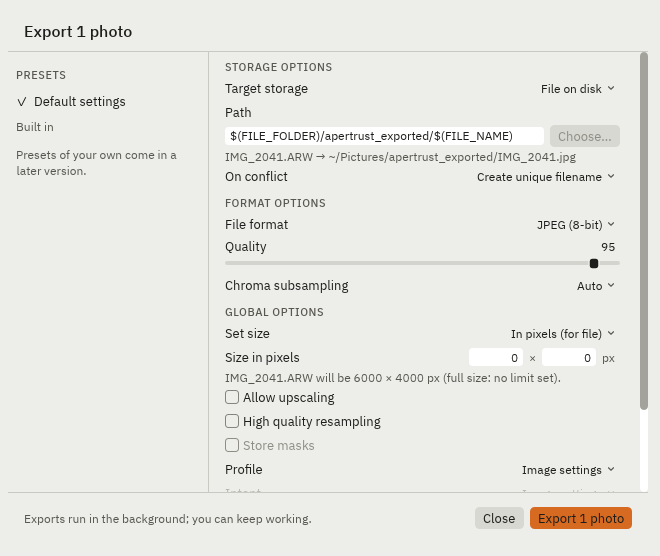 Export 1 photo
PRESETS
✓ Default settings
Built in
Presets of your own come in a
later version.
STORAGE OPTIONS
Target storage File on disk
Path
$(FILE_FOLDER)/apertrust_exported/$(FILE_NAME) Choose...
IMG_2041.ARW → ~/Pictures/apertrust_exported/IMG_2041.jpg
On conflict Create unique filename
FORMAT OPTIONS
File format JPEG (8-bit)
Quality 95
Chroma subsampling Auto
GLOBAL OPTIONS
Set size In pixels (for file)
Size in pixels 0 × 0 px
IMG_2041.ARW will be 6000 × 4000 px (full size: no limit set).
Allow upscaling
High quality resampling
Store masks
Profile Image settings
Exports run in the background; you can keep working. Close Export 1 photo